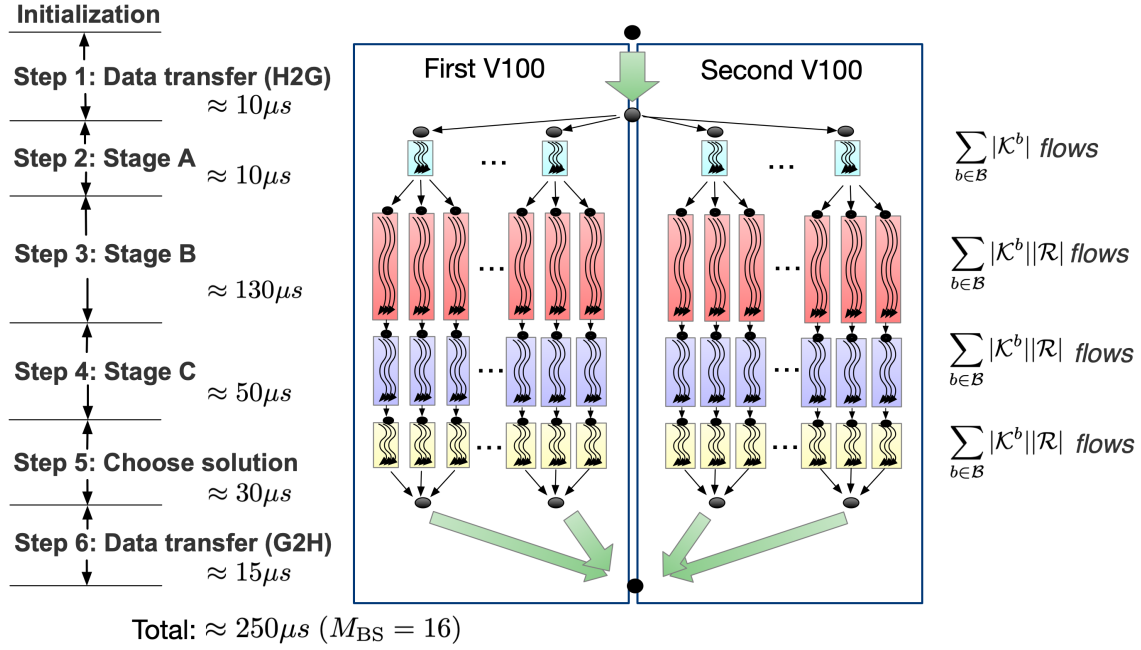 Initialization
Step 1: Data transfer (H2G)
≈ 10μs
Step 2: Stage A
≈ 10μs
Step 3: Stage B
≈ 130μs
Step 4: Stage C
≈ 50μs
Step 5: Choose solution
≈ 30μs
Step 6: Data transfer (G2H)
≈ 15μs
Total: ≈ 250μs (M_BS = 16)
First V100
Second V100
...
...
...
...
...
...
...
...
∑_{b∈ℬ} |𝒦^b| flows
∑_{b∈ℬ} |𝒦^b||ℛ| flows
∑_{b∈ℬ} |𝒦^b||ℛ| flows
∑_{b∈ℬ} |𝒦^b||ℛ| flows